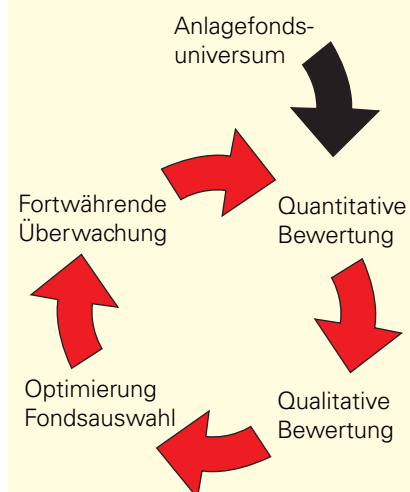 Anlagefonds-
universum
Fortwährende
Überwachung
Quantitative
Bewertung
Optimierung
Fondsauswahl
Qualitative
Bewertung